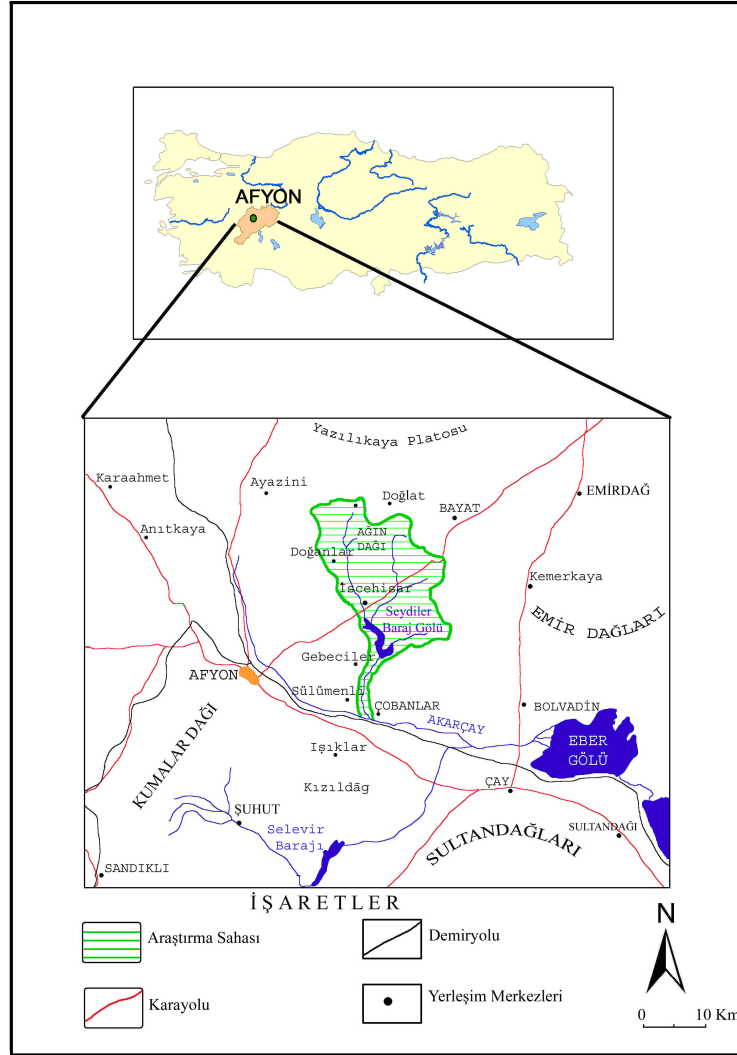 AFYON
Yazılıkaya Platosu
Karaahmet
Ayazini
Doğlat
EMİRDAĞ
BAYAT
Anıtkaya
AĞIN
DAĞI
Doğanlar
İscehisar
Kemerkaya
Seydiler
Baraj Gölü
EMİR DAĞLARI
Gebeciler
AFYON
Sülümenli
ÇOBANLAR
BOLVADİN
AKARÇAY
KUMALAR DAĞI
EBER
GÖLÜ
Işıklar
Kızıldağ
ÇAY
ŞUHUT
Selevir
Barajı
SULTANDAĞI
SULTANDAĞLARI
SANDIKLI
İŞARETLER
Araştırma Sahası
Demiryolu
N
Karayolu
Yerleşim Merkezleri
0 10 Km